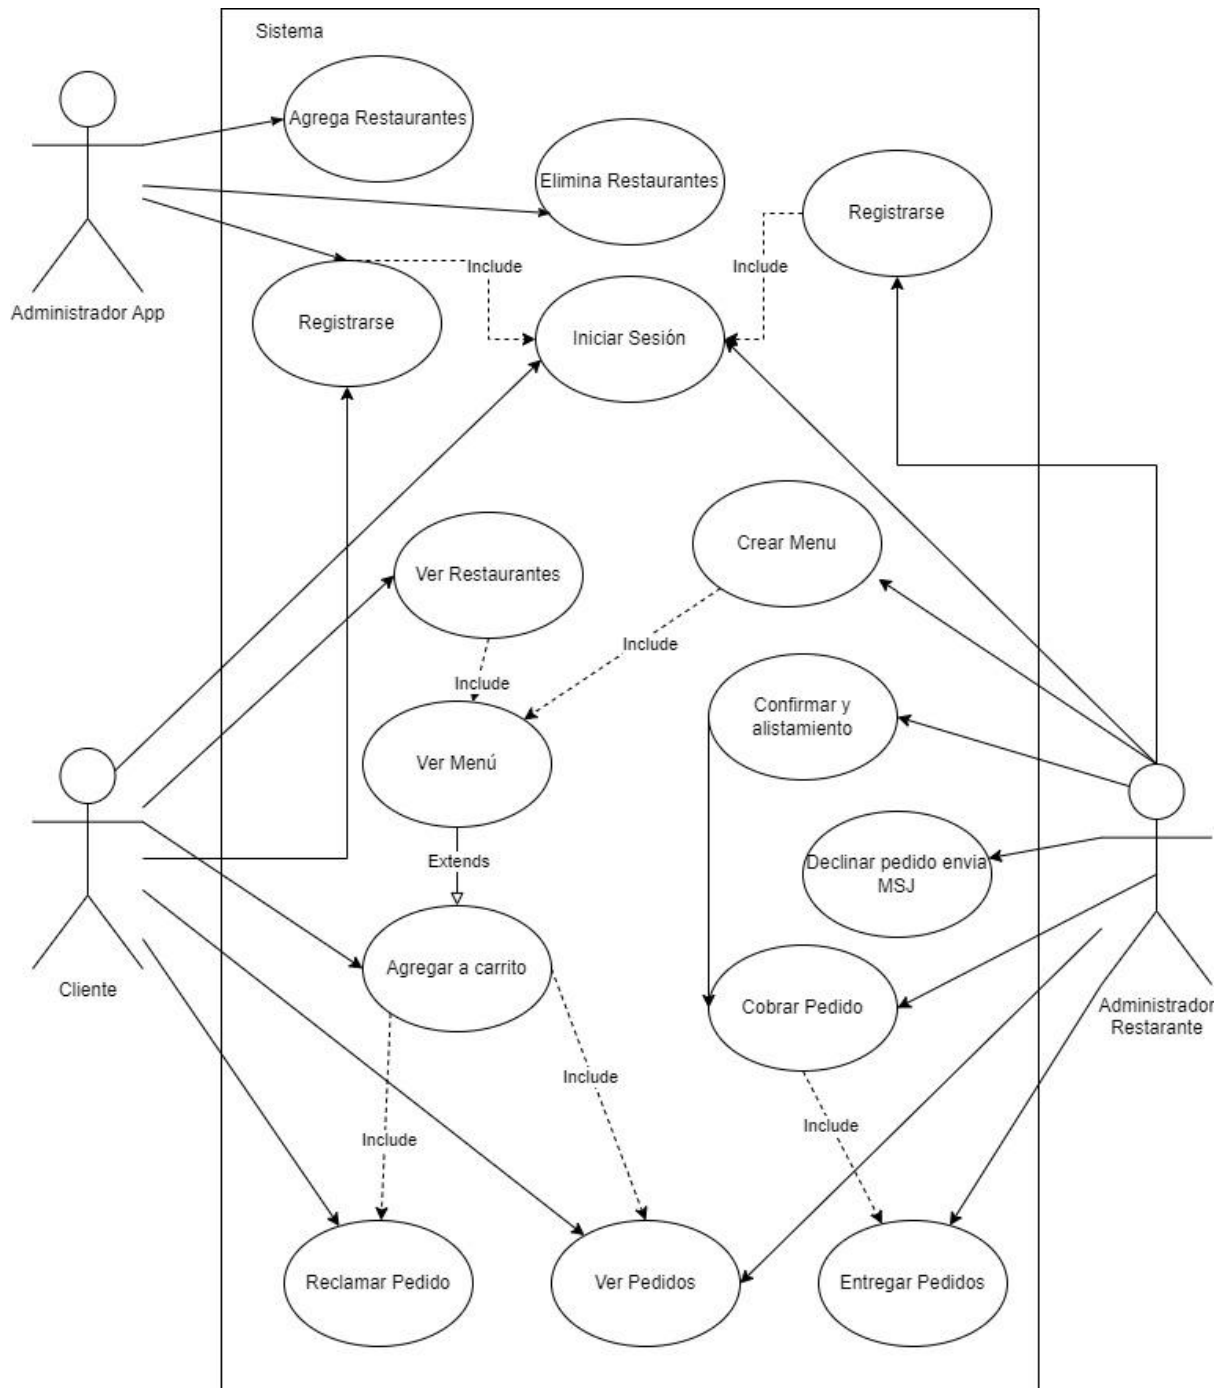 Sistema
Agrega Restaurantes
Elimina Restaurantes
Registrarse
Include
Include
Administrador App
Registrarse
Iniciar Sesión
Crear Menu
Ver Restaurantes
Include
Include
Confirmar y
alistamiento
Ver Menú
Extends
Declinar pedido envia
MSJ
Agregar a carrito
Cliente
Cobrar Pedido
Administrador
Restarante
Include
Include
Include
Reclamar Pedido
Ver Pedidos
Entregar Pedidos